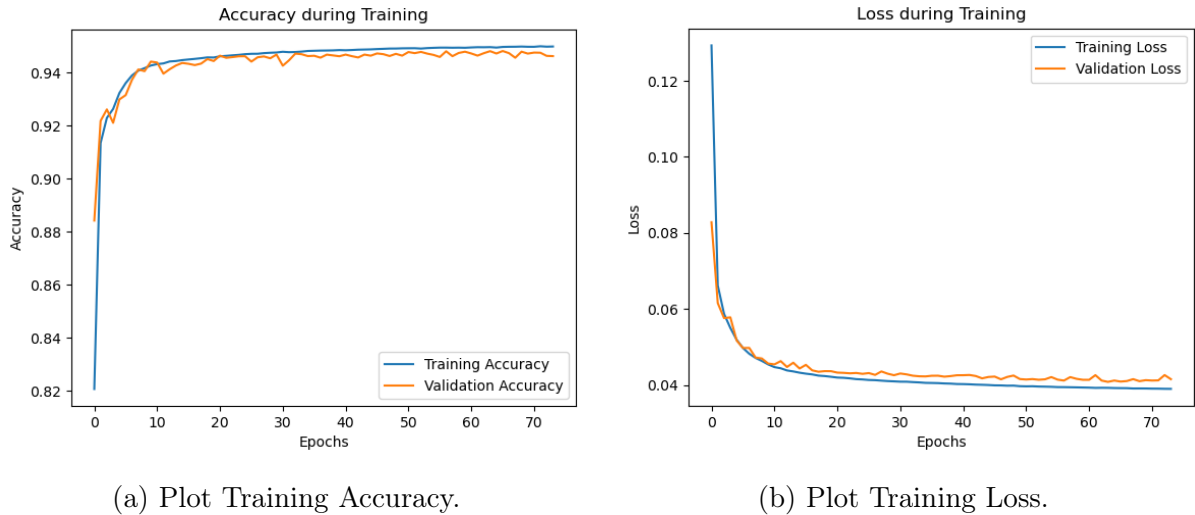 Accuracy during Training
Accuracy
0.94
0.92
0.90
0.88
0.86
0.84
0.82
Training Accuracy
Validation Accuracy
0 10 20 30 40 50 60 70
Epochs
(a) Plot Training Accuracy.
Loss during Training
Loss
0.12
0.10
0.08
0.06
0.04
Training Loss
Validation Loss
0 10 20 30 40 50 60 70
Epochs
(b) Plot Training Loss.